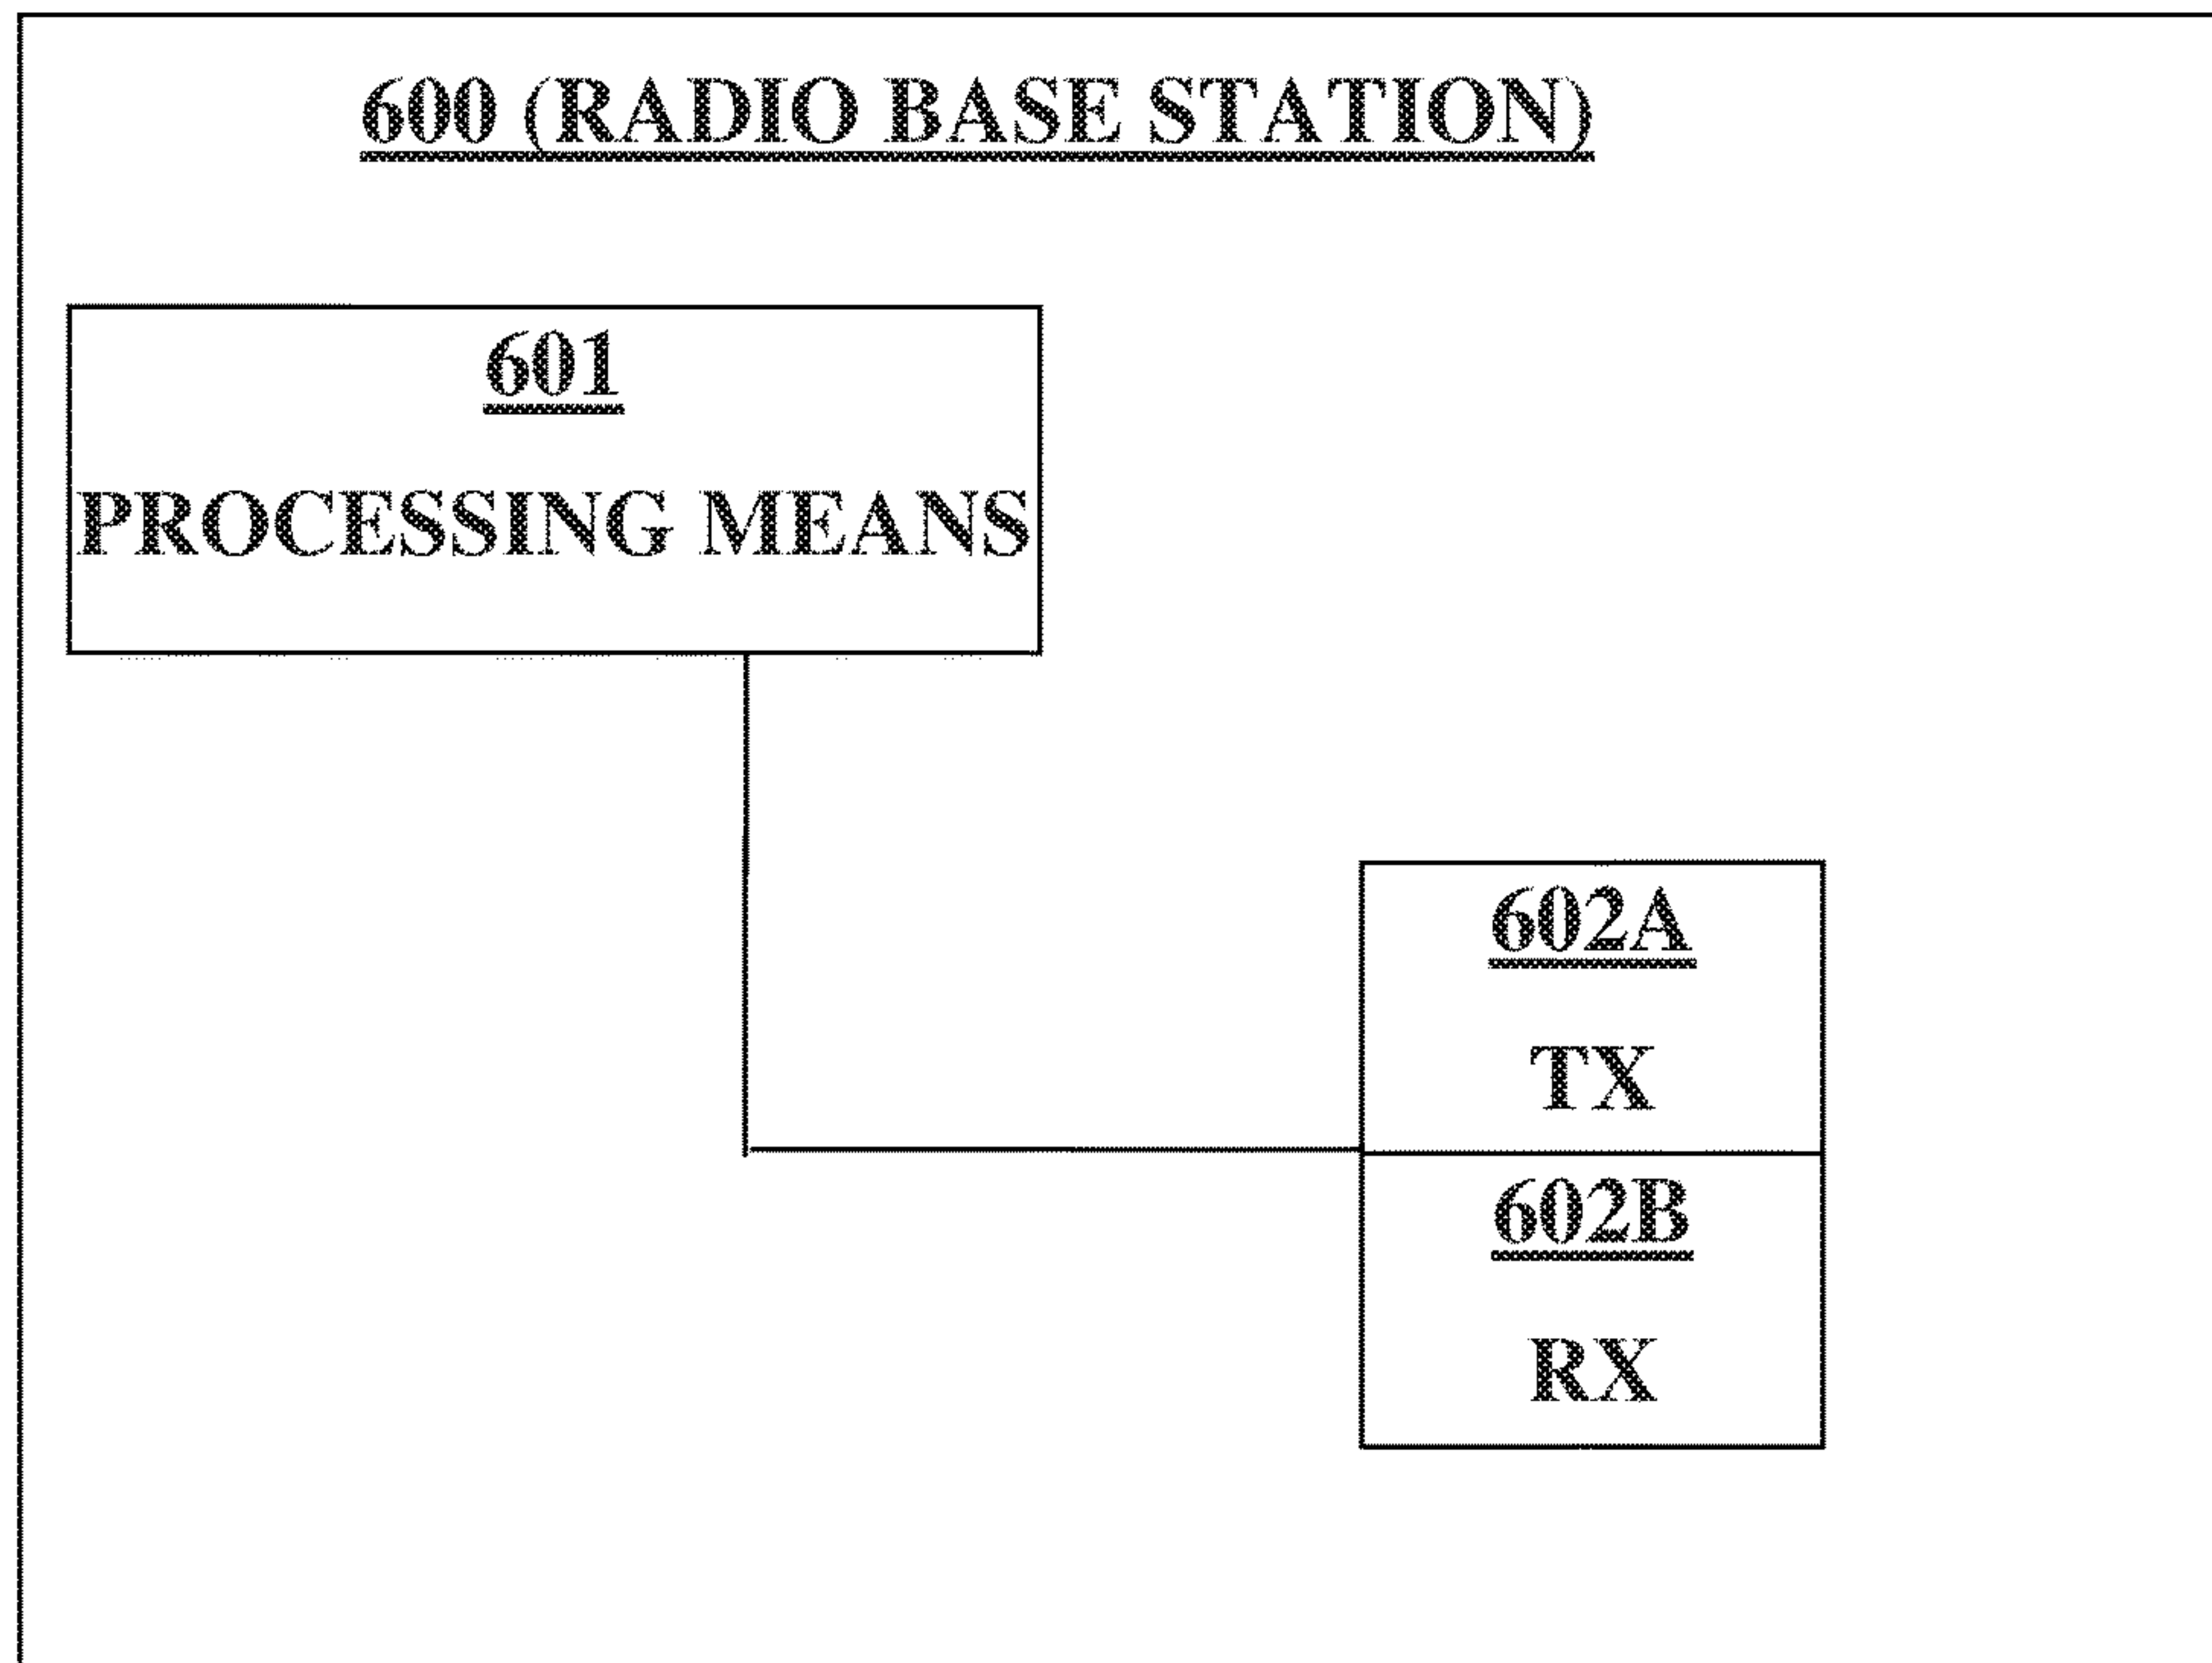 600 (RADIO BASE STATION)
601
PROCESSING MEANS
602A
TX
602B
RX